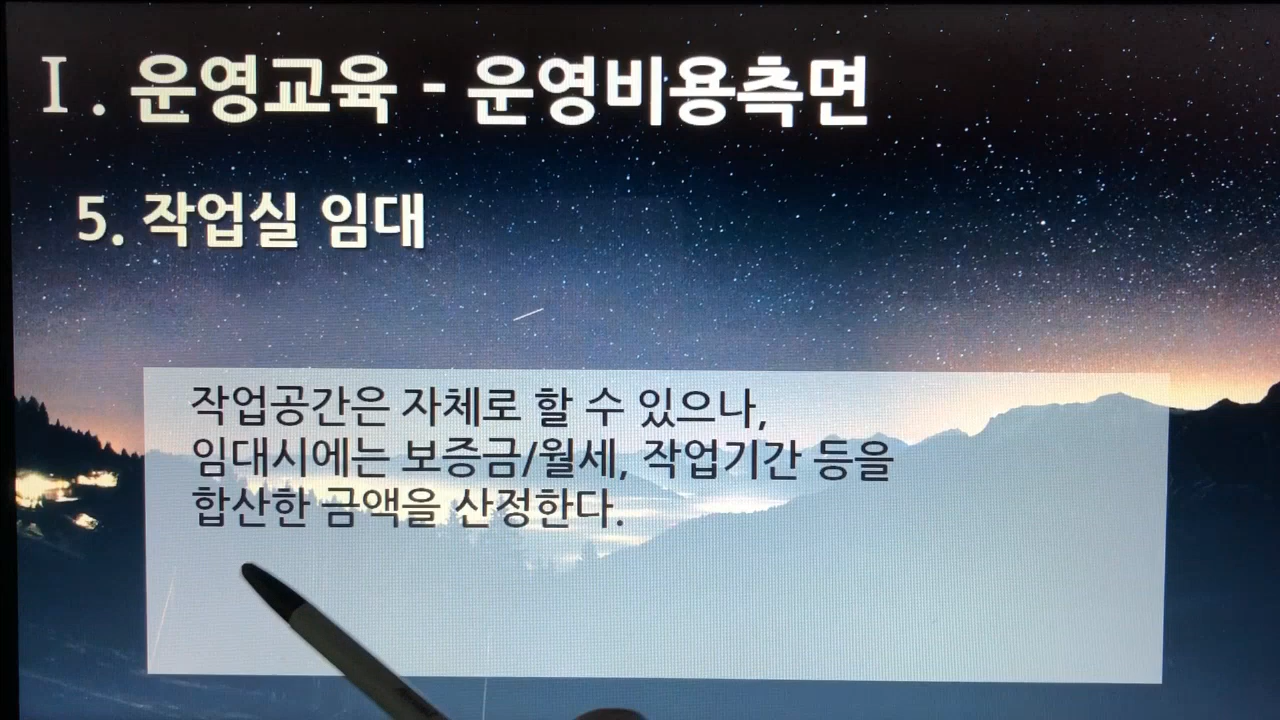 Ⅰ. 운영교육 - 운영비용측면
5. 작업실 임대
작업공간은 자체로 할 수 있으나,
임대시에는 보증금/월세, 작업기간 등을
합산한 금액을 산정한다.